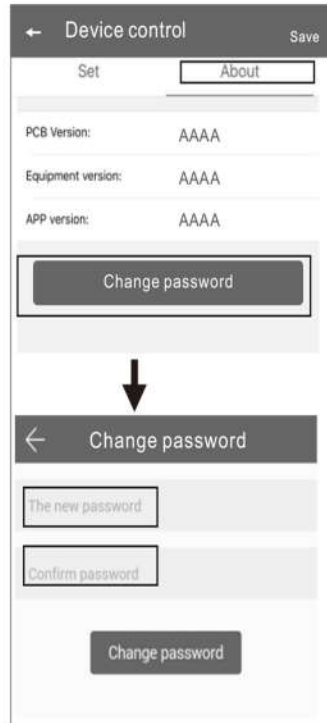 Device control
Save
Set About
PCB Version: AAAA
Equipment version: AAAA
APP version: AAAA
Change password
Change password
The new password
Confirm password
Change password